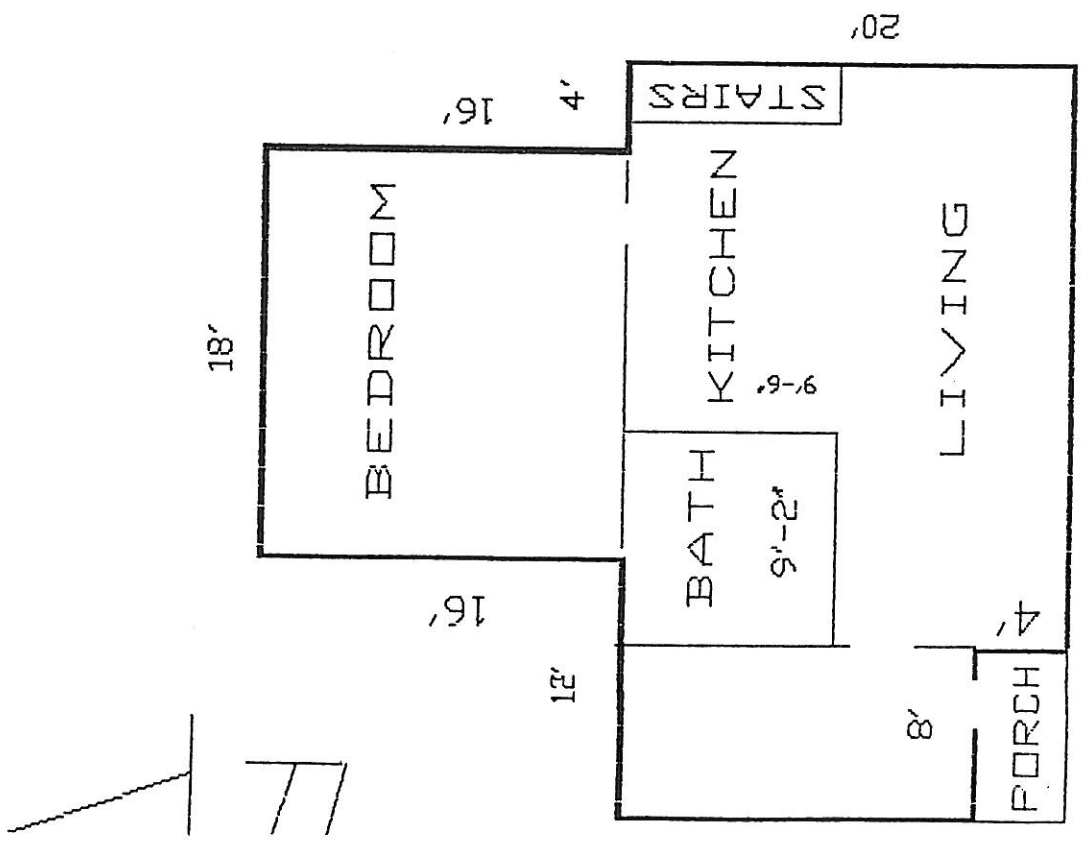 18'
16'
4'
20'
BEDROOM
STAIRS
KITCHEN
9'-6"
BATH
9'-2"
LIVING
16'
12'
8'
4'
PORCH